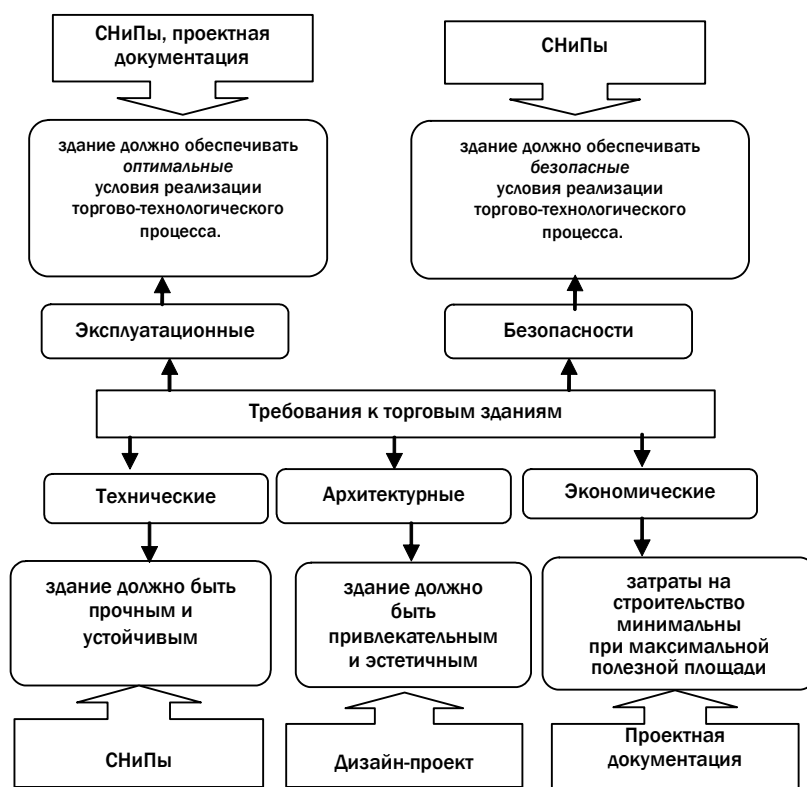 СНиПы, проектная
документация
СНиПы
здание должно обеспечивать
оптимальные
условия реализации
торгово-технологического
процесса.
здание должно обеспечивать
безопасные
условия реализации
торгово-технологического
процесса.
Эксплуатационные
Безопасности
Требования к торговым зданиям
Технические
Архитектурные
Экономические
здание должно быть
прочным и
устойчивым
здание должно
быть
привлекательным
и эстетичным
затраты на
строительство
минимальны
при максимальной
полезной площади
СНиПы
Дизайн-проект
Проектная
документация